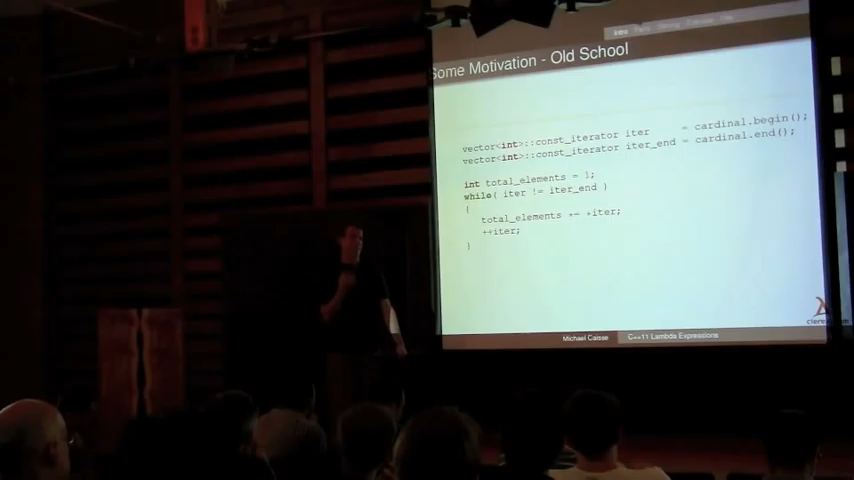 Intro
Some Motivation - Old School
vector<int>::const_iterator iter = cardinal.begin();
vector<int>::const_iterator iter_end = cardinal.end();
int total_elements = 1;
while( iter != iter_end )
{
total_elements *= *iter;
++iter;
}
Michael Caisse
C++11 Lambda Expressions